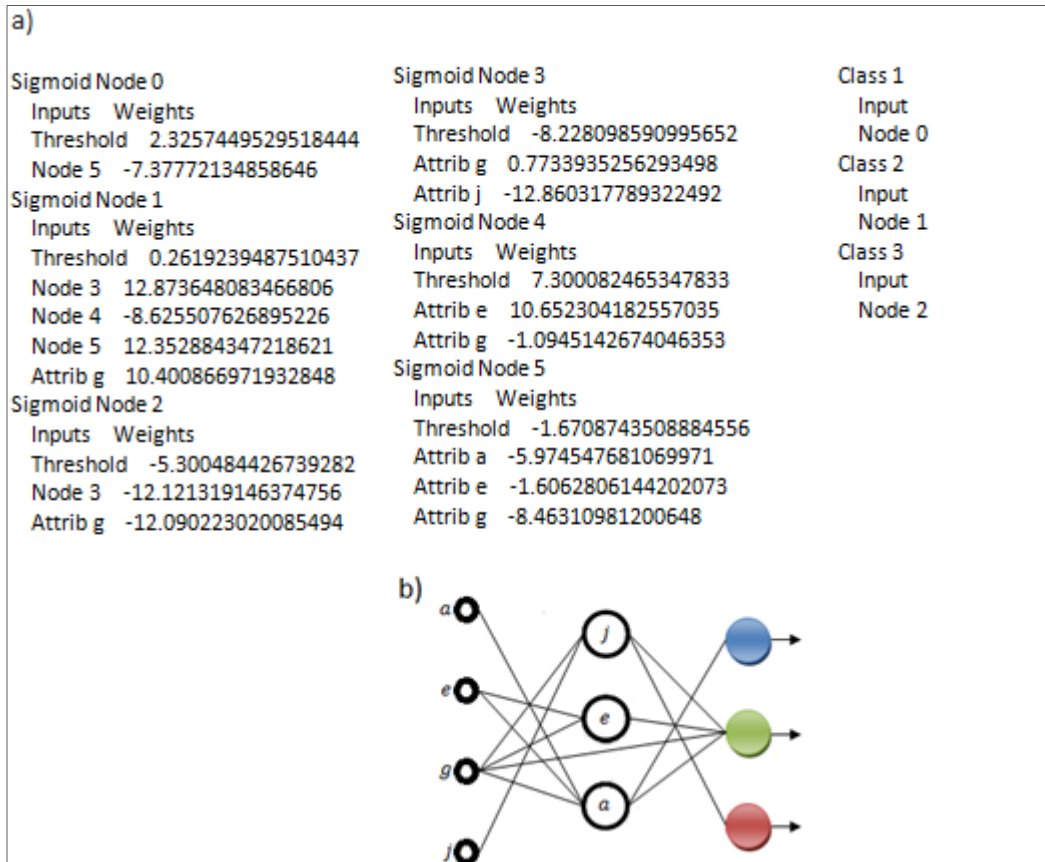 a)
Sigmoid Node 0
Inputs Weights
Threshold 2.3257449529518444
Node 5 -7.37772134858646
Sigmoid Node 1
Inputs Weights
Threshold 0.2619239487510437
Node 3 12.873648083466806
Node 4 -8.625507626895226
Node 5 12.352884347218621
Attrib g 10.400866971932848
Sigmoid Node 2
Inputs Weights
Threshold -5.300484426739282
Node 3 -12.121319146374756
Attrib g -12.090223020085494
Sigmoid Node 3
Inputs Weights
Threshold -8.228098590995652
Attrib g 0.7733935256293498
Attrib j -12.860317789322492
Sigmoid Node 4
Inputs Weights
Threshold 7.300082465347833
Attrib e 10.652304182557035
Attrib g -1.0945142674046353
Sigmoid Node 5
Inputs Weights
Threshold -1.6708743508884556
Attrib a -5.974547681069971
Attrib e -1.6062806144202073
Attrib g -8.46310981200648
Class 1
Input
Node 0
Class 2
Input
Node 1
Class 3
Input
Node 2
b)
a
e
g
j
j
e
a